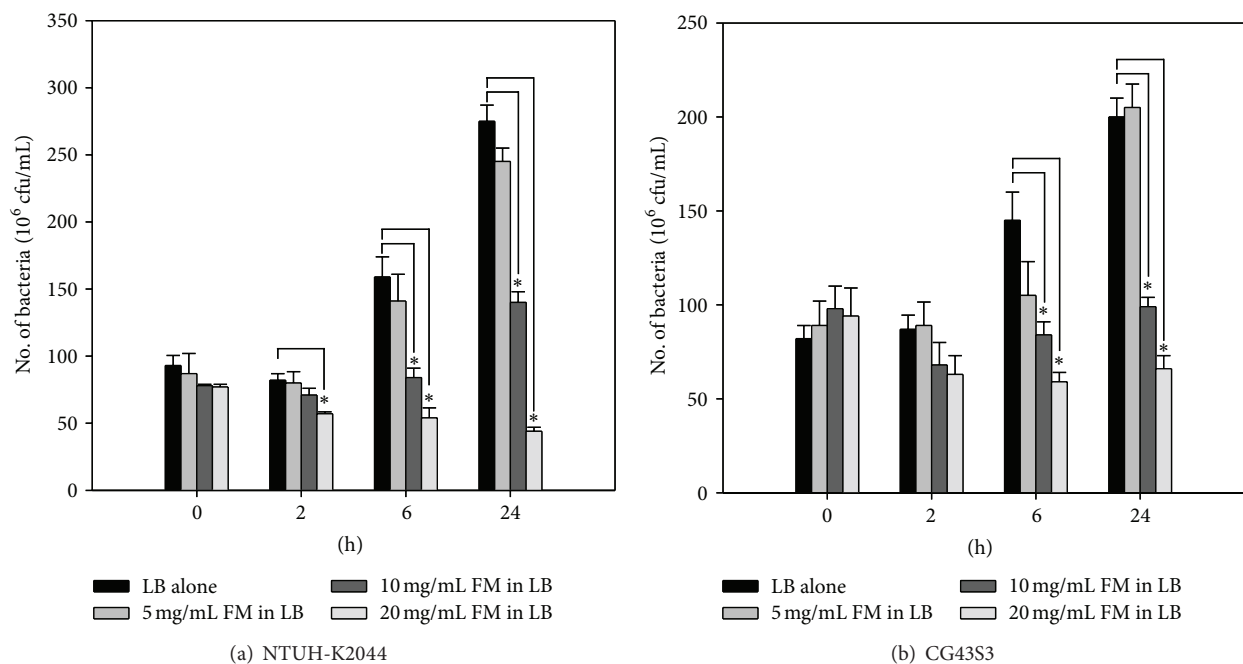 350
300
250
200
150
100
50
0
No. of bacteria (10⁶ cfu/mL)
*
*
*
*
*
0
2
6
24
(h)
LB alone
5 mg/mL FM in LB
10 mg/mL FM in LB
20 mg/mL FM in LB
(a) NTUH-K2044
250
200
150
100
50
0
No. of bacteria (10⁶ cfu/mL)
*
*
*
*
0
2
6
24
(h)
LB alone
5 mg/mL FM in LB
10 mg/mL FM in LB
20 mg/mL FM in LB
(b) CG43S3